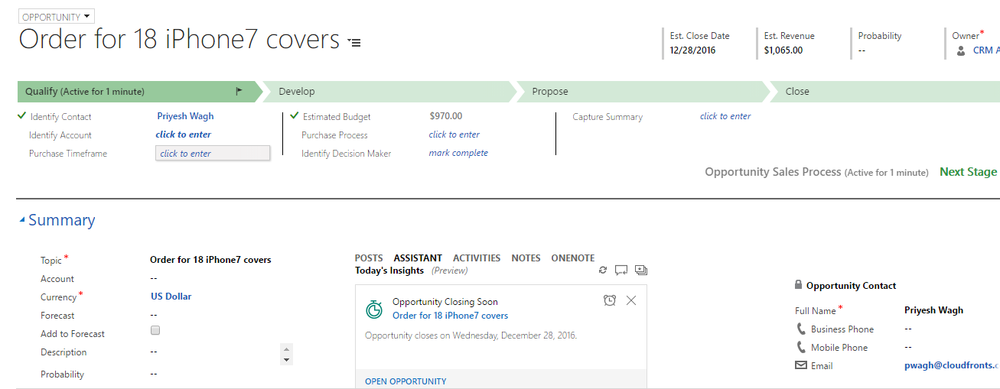 OPPORTUNITY
Order for 18 iPhone7 covers
Est. Close Date
12/28/2016
Est. Revenue
$1,065.00
Probability
--
Owner*
CRM A
Qualify (Active for 1 minute)
Develop
Propose
Close
Identify Contact
Priyesh Wagh
Identify Account
click to enter
Purchase Timeframe
click to enter
Estimated Budget
$970.00
Purchase Process
click to enter
Identify Decision Maker
mark complete
Capture Summary
click to enter
Opportunity Sales Process (Active for 1 minute)
Next Stage
Summary
Topic*
Order for 18 iPhone7 covers
Account
--
Currency*
US Dollar
Forecast
--
Add to Forecast
Description
--
Probability
--
POSTS ASSISTANT ACTIVITIES NOTES ONENOTE
Today's Insights (Preview)
Opportunity Closing Soon
Order for 18 iPhone7 covers
Opportunity closes on Wednesday, December 28, 2016.
OPEN OPPORTUNITY
Opportunity Contact
Full Name*
Priyesh Wagh
Business Phone
--
Mobile Phone
--
Email
pwagh@cloudfronts.c